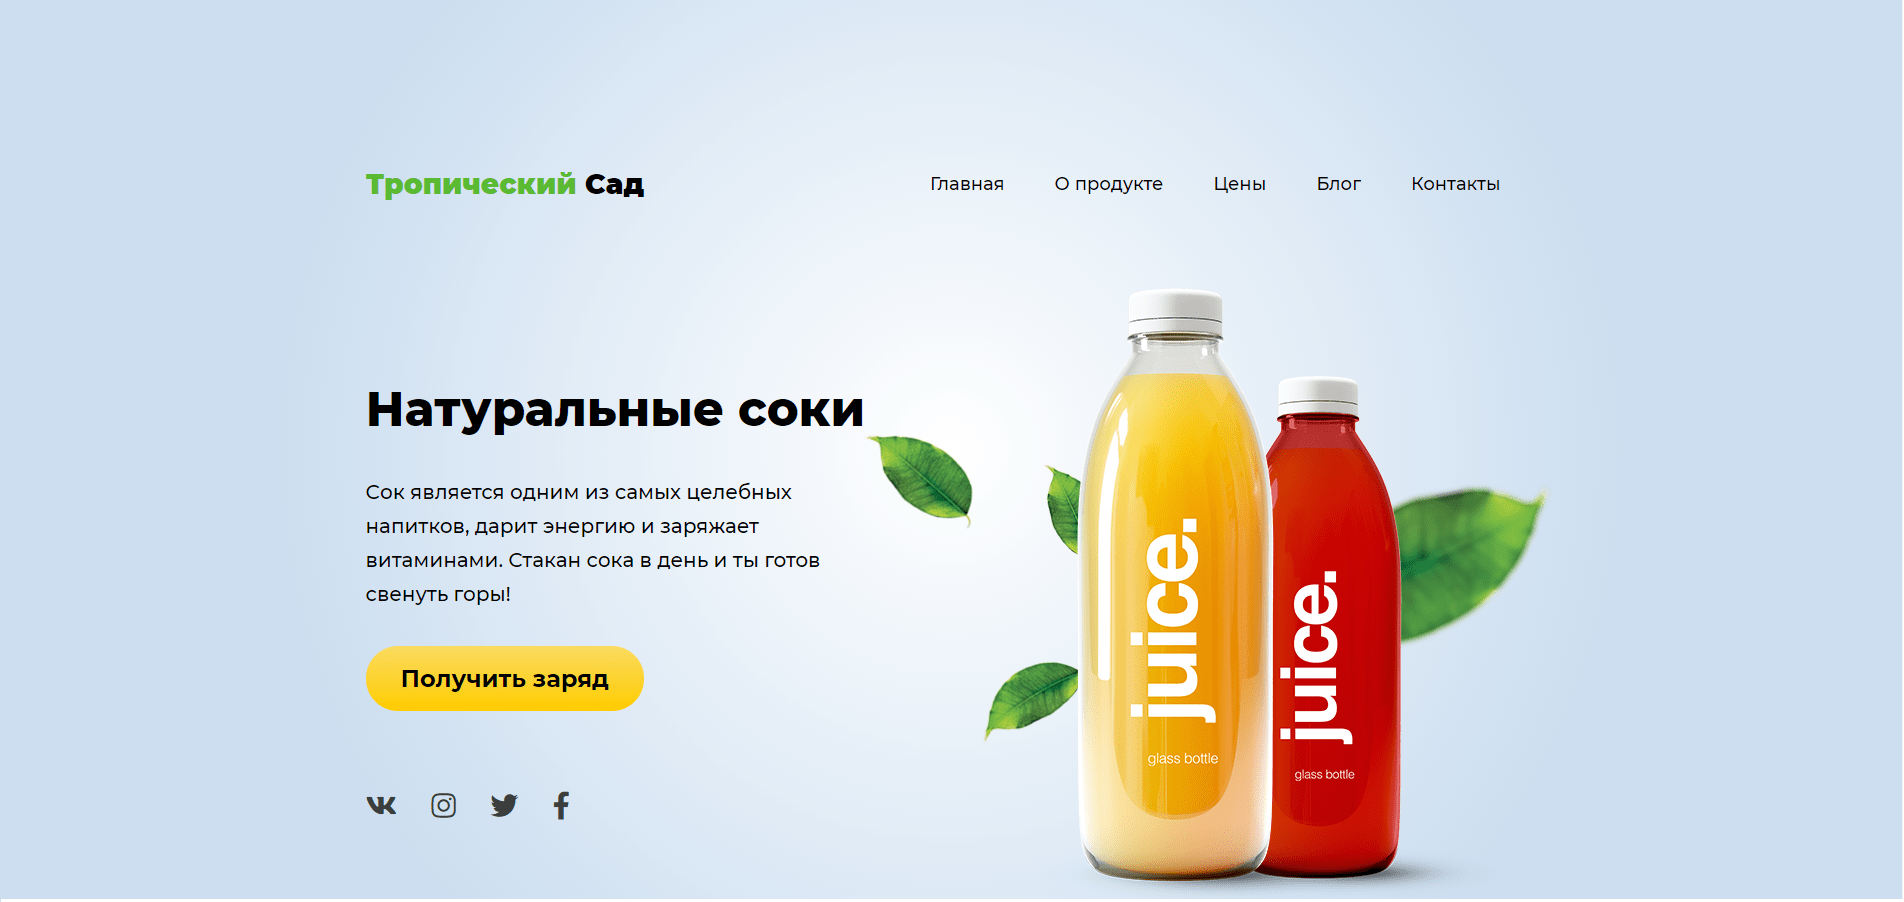 Тропический Сад
Главная О продукте Цены Блог Контакты
Натуральные соки
Сок является одним из самых целебных
напитков, дарит энергию и заряжает
витаминами. Стакан сока в день и ты готов
свенуть горы!
Получить заряд
juice.
glass bottle
juice.
glass bottle